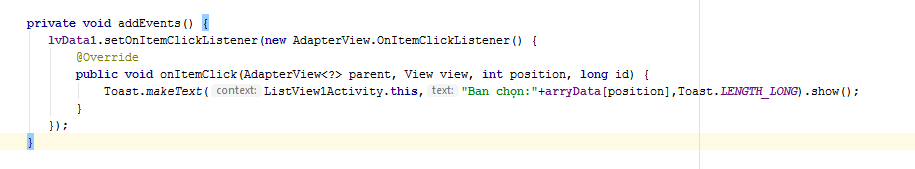 private void addEvents() {
lvData1.setOnItemClickListener(new AdapterView.OnItemClickListener() {
@Override
public void onItemClick(AdapterView<?> parent, View view, int position, long id) {
Toast.makeText( context: ListView1Activity.this, text: "Ban chọn:"+arryData[position],Toast.LENGTH_LONG).show();
}
});
}